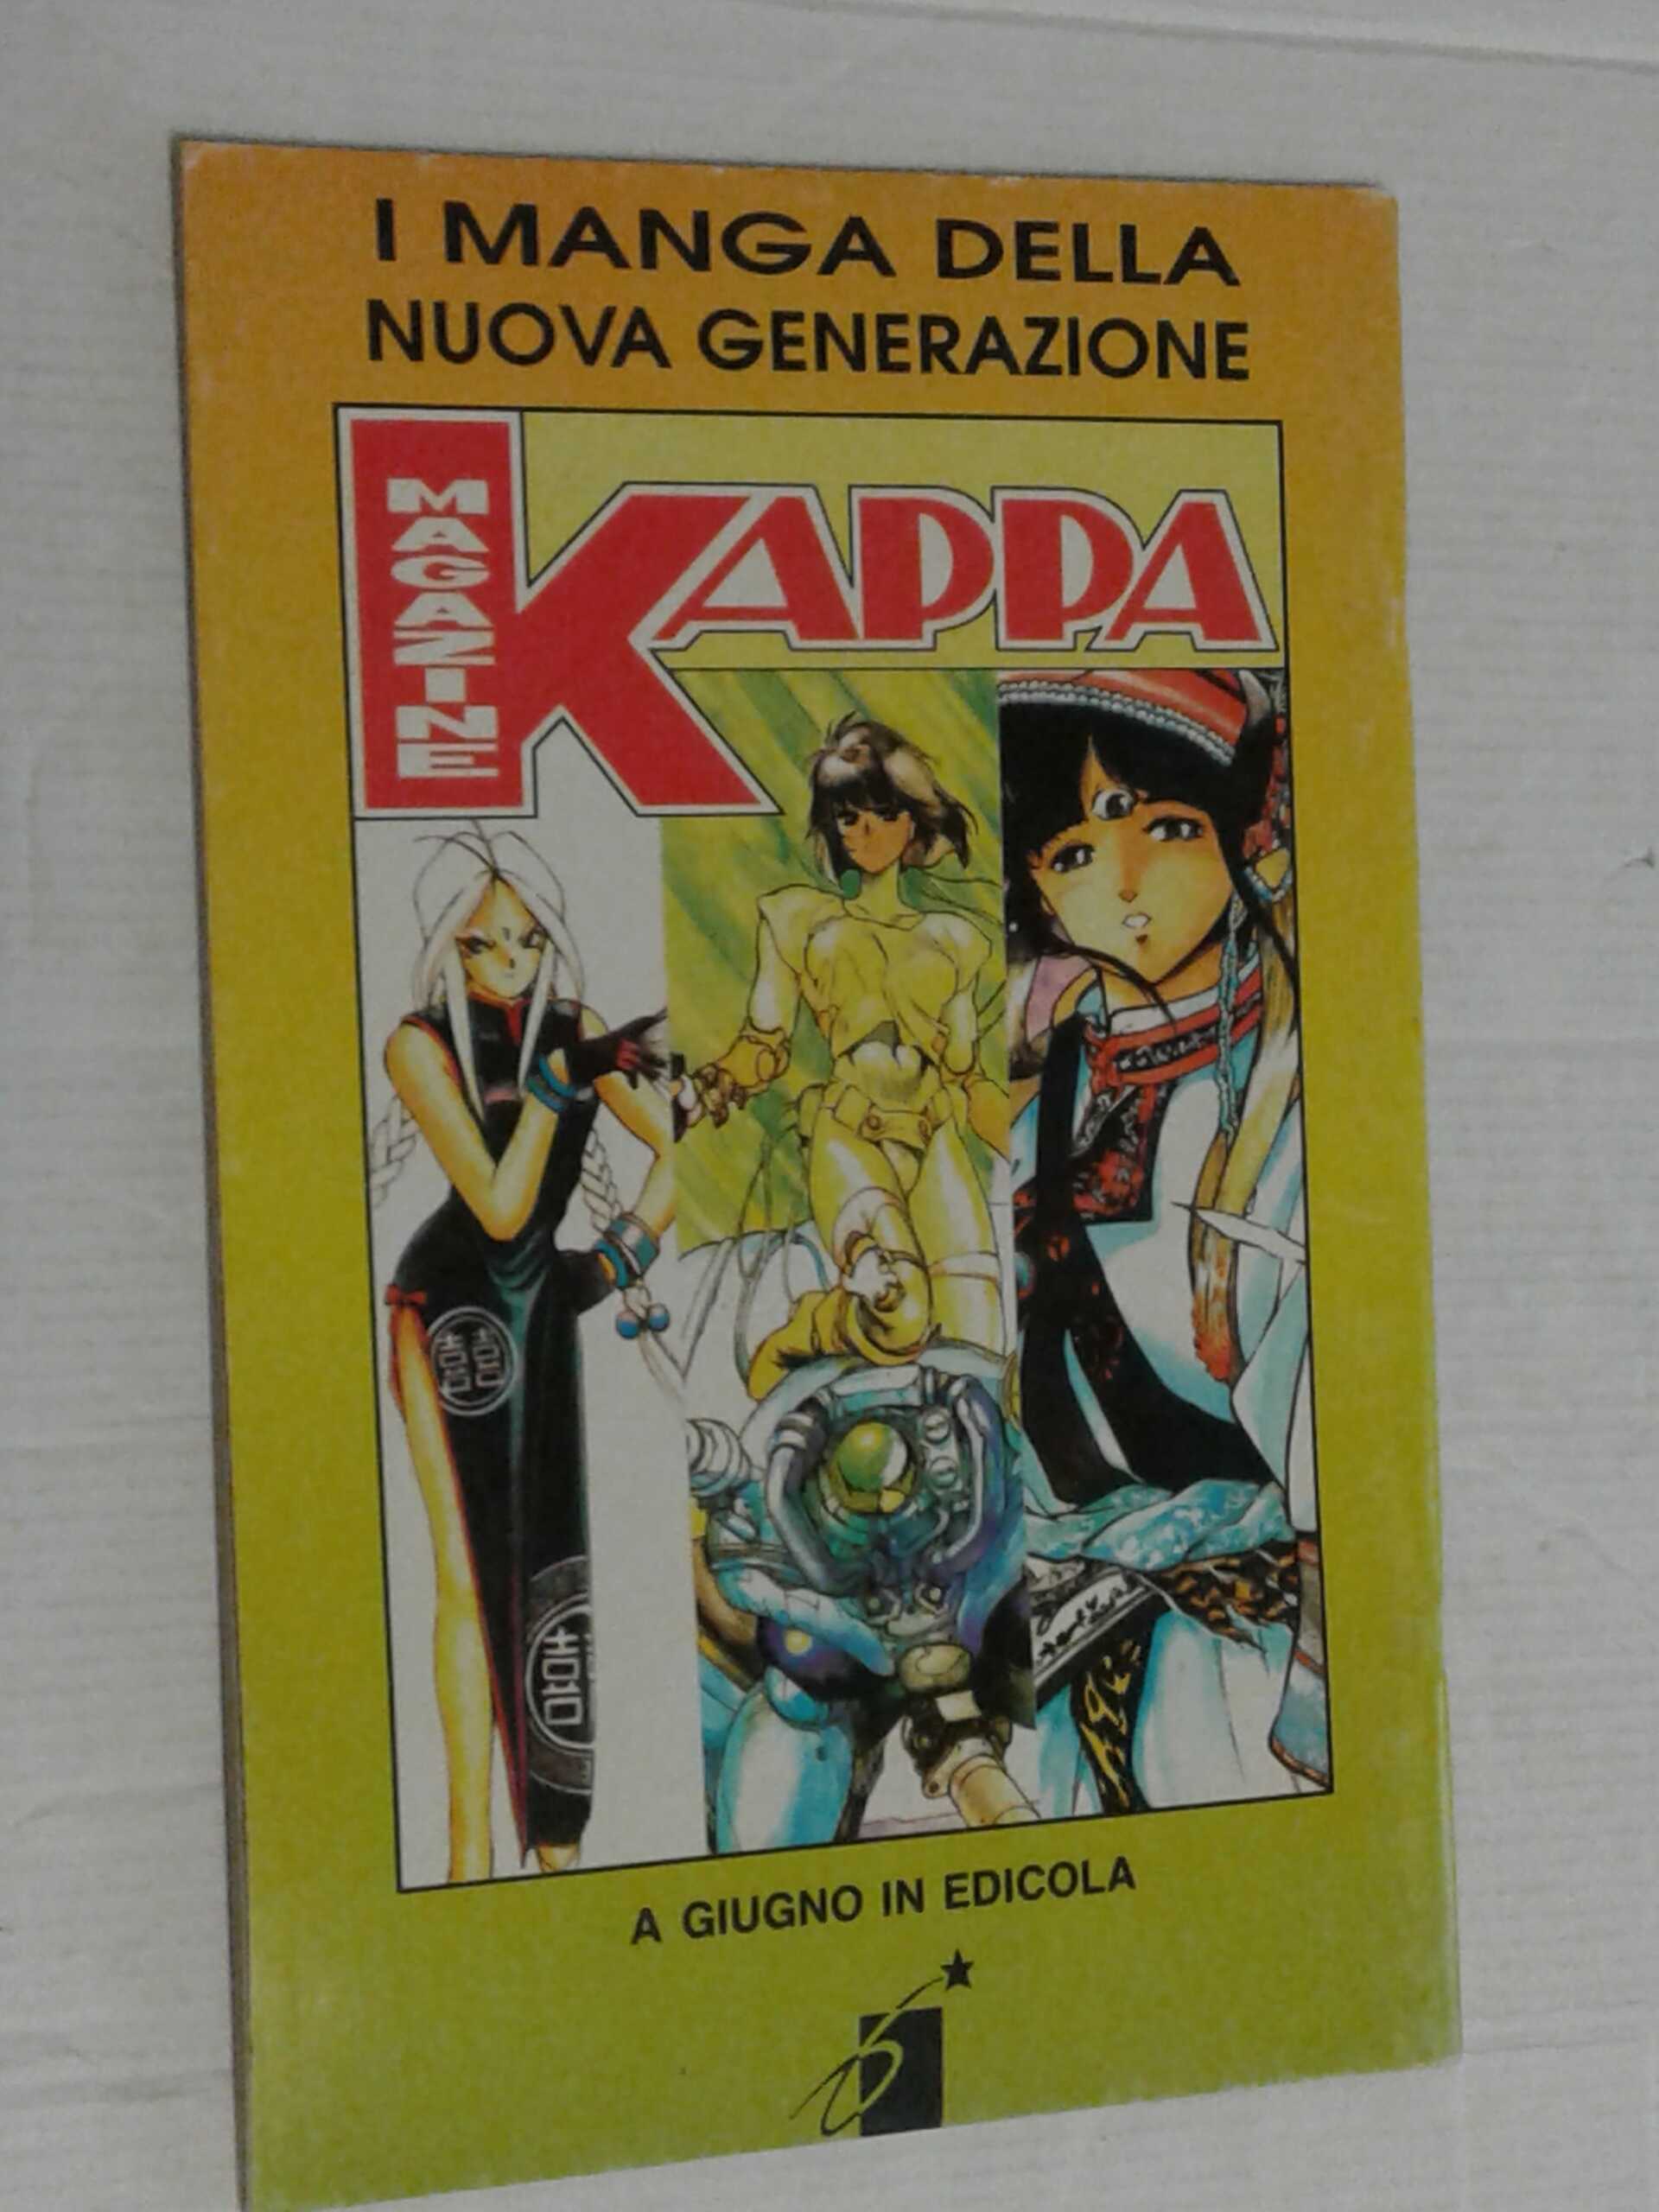 I MANGA DELLA
NUOVA GENERAZIONE
KAPPA
MAGAZINE
A GIUGNO IN EDICOLA